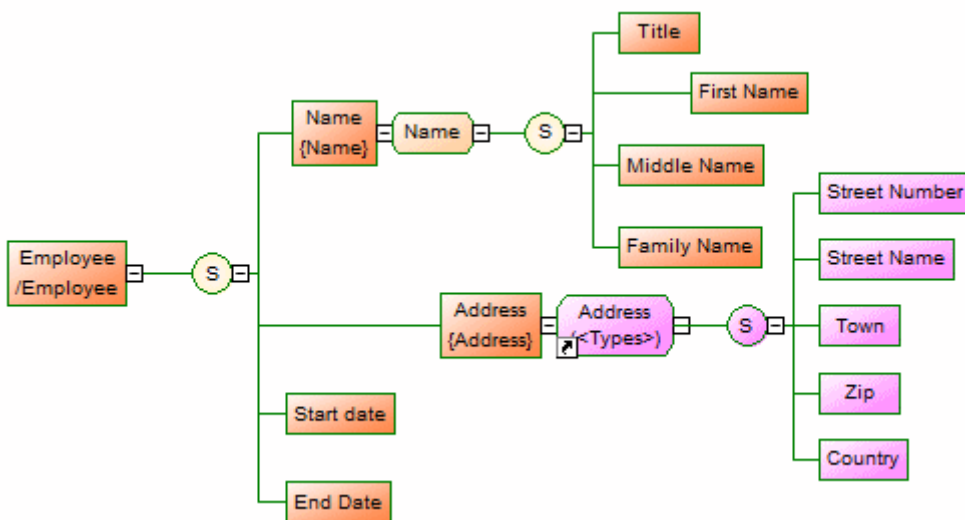 Title
First Name
Name
{Name}
Name
S
Middle Name
Family Name
Employee
/Employee
S
Address
{Address}
Address
(<Types>)
S
Street Number
Street Name
Town
Zip
Country
Start date
End Date